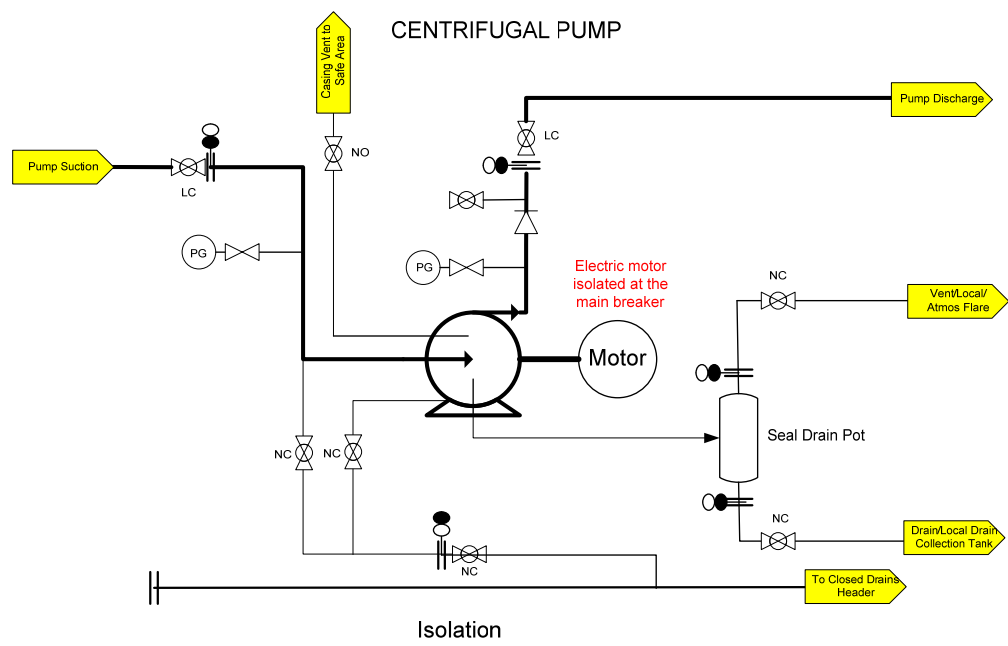 CENTRIFUGAL PUMP
Casing Vent to
Safe Area
Pump Discharge
LC
NO
Pump Suction
LC
PG
PG
Electric motor
isolated at the
main breaker
NC
Vent/Local/
Atmos Flare
Motor
Seal Drain Pot
NC
NC
NC
Drain/Local Drain
Collection Tank
NC
To Closed Drains
Header
Isolation